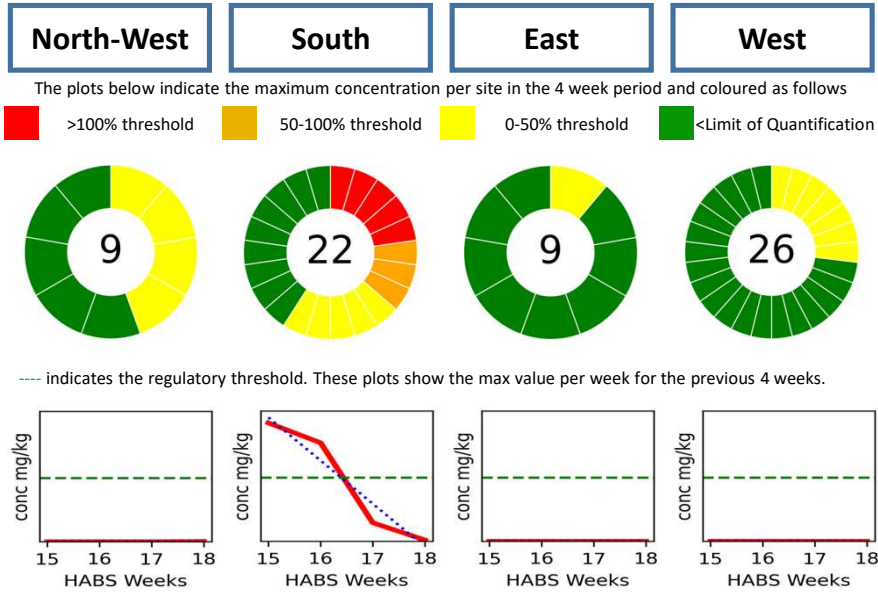 North-West South East West
The plots below indicate the maximum concentration per site in the 4 week period and coloured as follows
>100% threshold 50-100% threshold 0-50% threshold <Limit of Quantification
9 22 9 26
---- indicates the regulatory threshold. These plots show the max value per week for the previous 4 weeks.
conc mg/kg conc mg/kg conc mg/kg conc mg/kg
15 16 17 18 15 16 17 18 15 16 17 18 15 16 17 18
HABS Weeks HABS Weeks HABS Weeks HABS Weeks